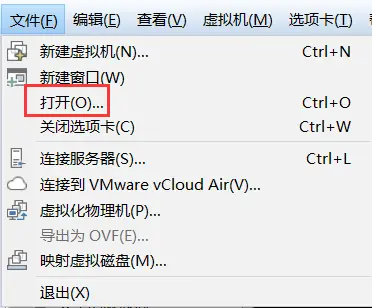 文件(F) 编辑(E) 查看(V) 虚拟机(M) 选项卡(T) 帮
新建虚拟机(N)... Ctrl+N
新建窗口(W)
打开(O)... Ctrl+O
关闭选项卡(C) Ctrl+W
连接服务器(S)... Ctrl+L
连接到 VMware vCloud Air(V)...
虚拟化物理机(P)...
导出为 OVF(E)...
映射虚拟磁盘(M)...
退出(X)